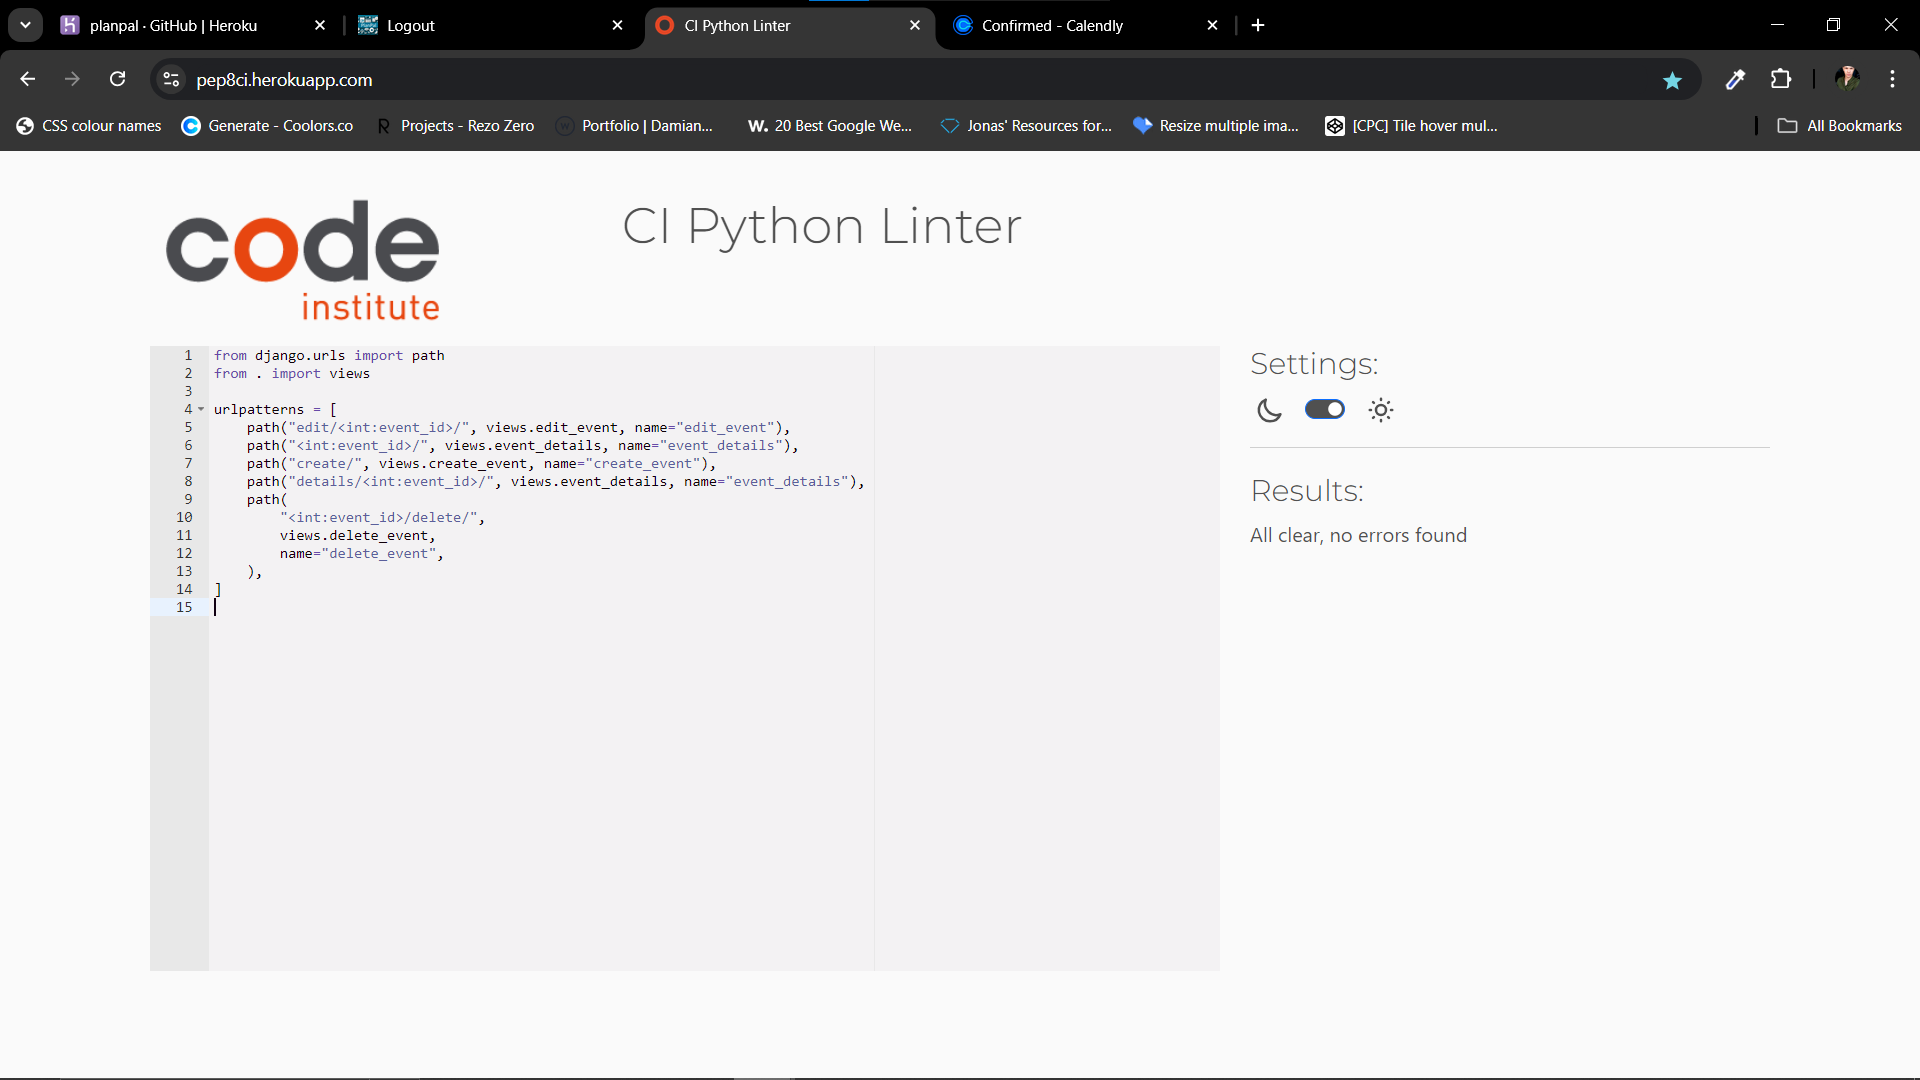 planpal · GitHub | Heroku
Logout
CI Python Linter
Confirmed - Calendly
pep8ci.herokuapp.com
CSS colour names
Generate - Coolors.co
Projects - Rezo Zero
Portfolio | Damian...
20 Best Google We...
Jonas' Resources for...
Resize multiple ima...
[CPC] Tile hover mul...
All Bookmarks
code
institute
CI Python Linter
1 from django.urls import path
2 from . import views
3
4 urlpatterns = [
5     path("edit/<int:event_id>/", views.edit_event, name="edit_event"),
6     path("<int:event_id>/", views.event_details, name="event_details"),
7     path("create/", views.create_event, name="create_event"),
8     path("details/<int:event_id>/", views.event_details, name="event_details"),
9     path(
10         "<int:event_id>/delete/",
11         views.delete_event,
12         name="delete_event",
13     ),
14 ]
15
Settings:
Results:
All clear, no errors found